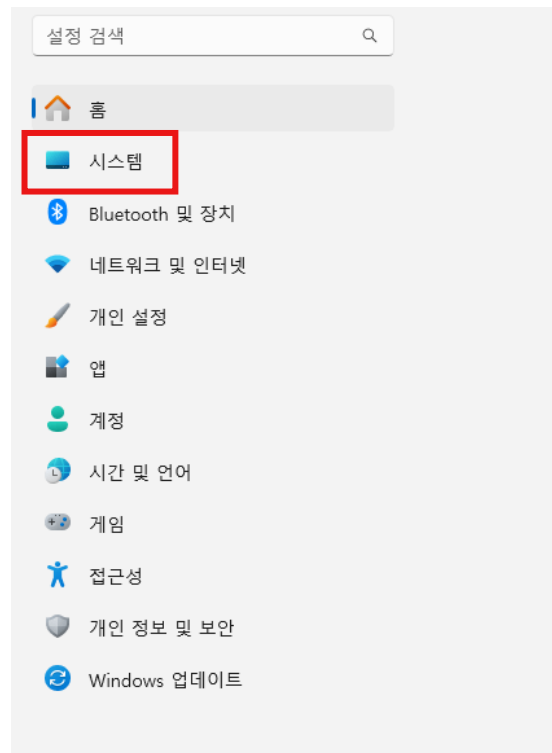 설정 검색
홈
시스템
Bluetooth 및 장치
네트워크 및 인터넷
개인 설정
앱
계정
시간 및 언어
게임
접근성
개인 정보 및 보안
Windows 업데이트